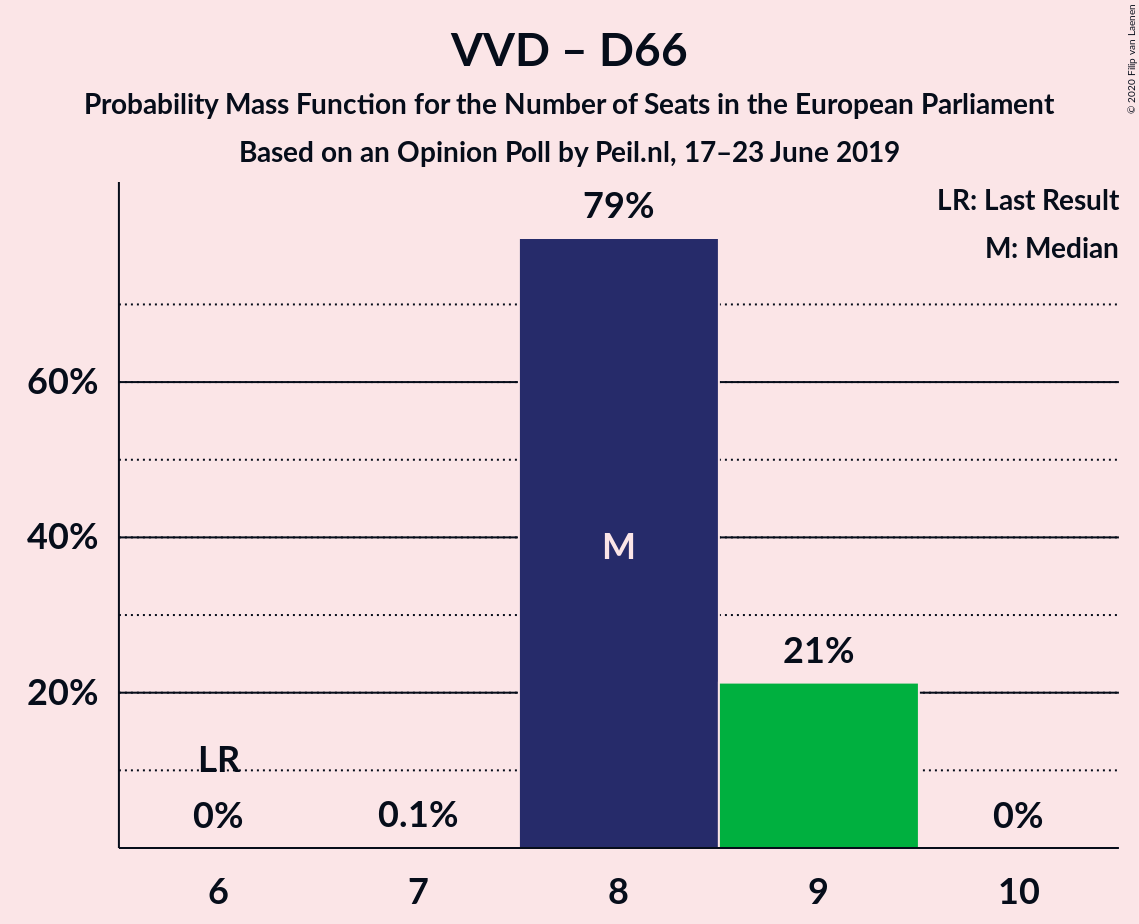 VVD – D66
Probability Mass Function for the Number of Seats in the European Parliament
Based on an Opinion Poll by Peil.nl, 17–23 June 2019
© 2020 Filip van Laenen
LR: Last Result
M: Median
79%
60%
40%
M
21%
20%
LR
0%
0.1%
0%
6
7
8
9
10